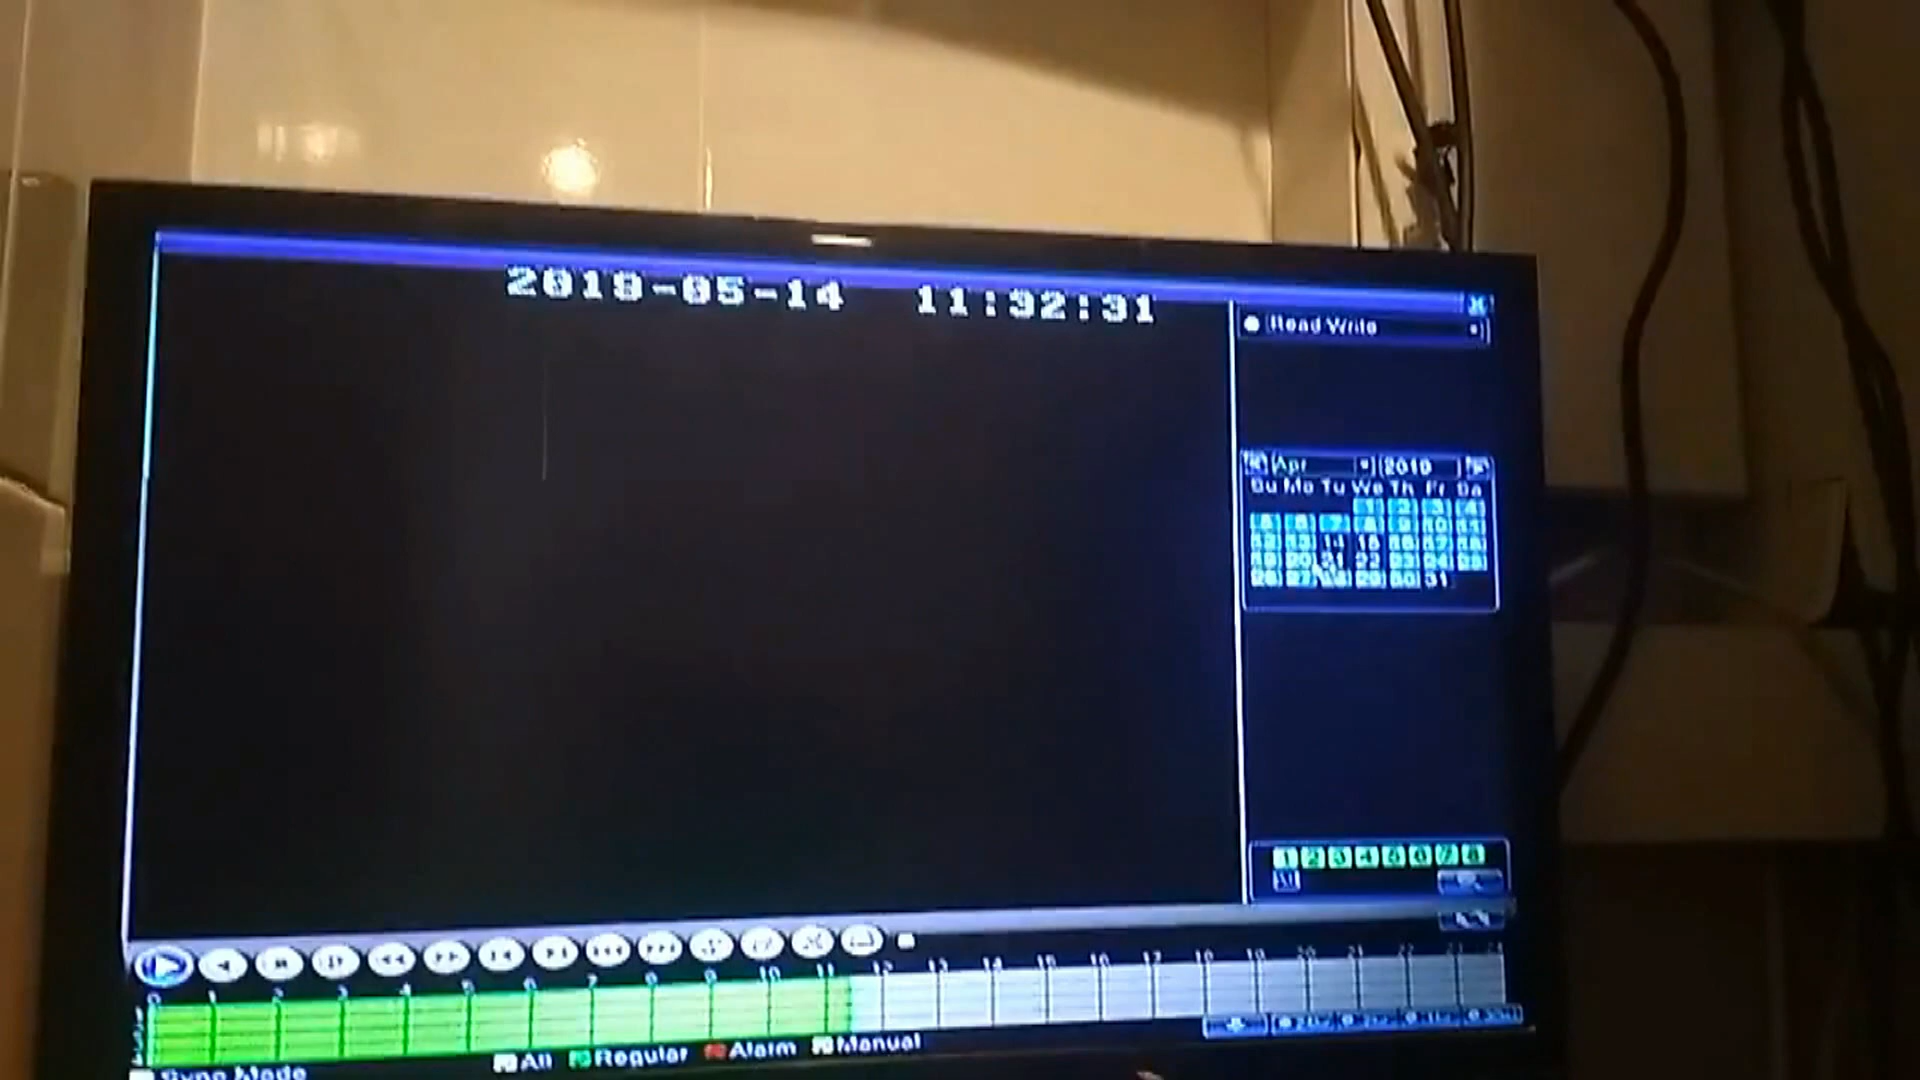 2019-05-14 11:32:31
Read Write
Apr 2019
Su Mo Tu We Th Fr Sa
1 2 3 4
5 6 7 8 9 10 11
12 13 14 15 16 17 18
19 20 21 22 23 24 25
26 27 28 29 30 31
1 2 3 4 5 6 7 8
0 1 2 3 4 5 6 7 8 9 10 11 12 13 14 15 16 17 18 19 20 21 22 23 24
All Regular Alarm Manual
Sync Mode